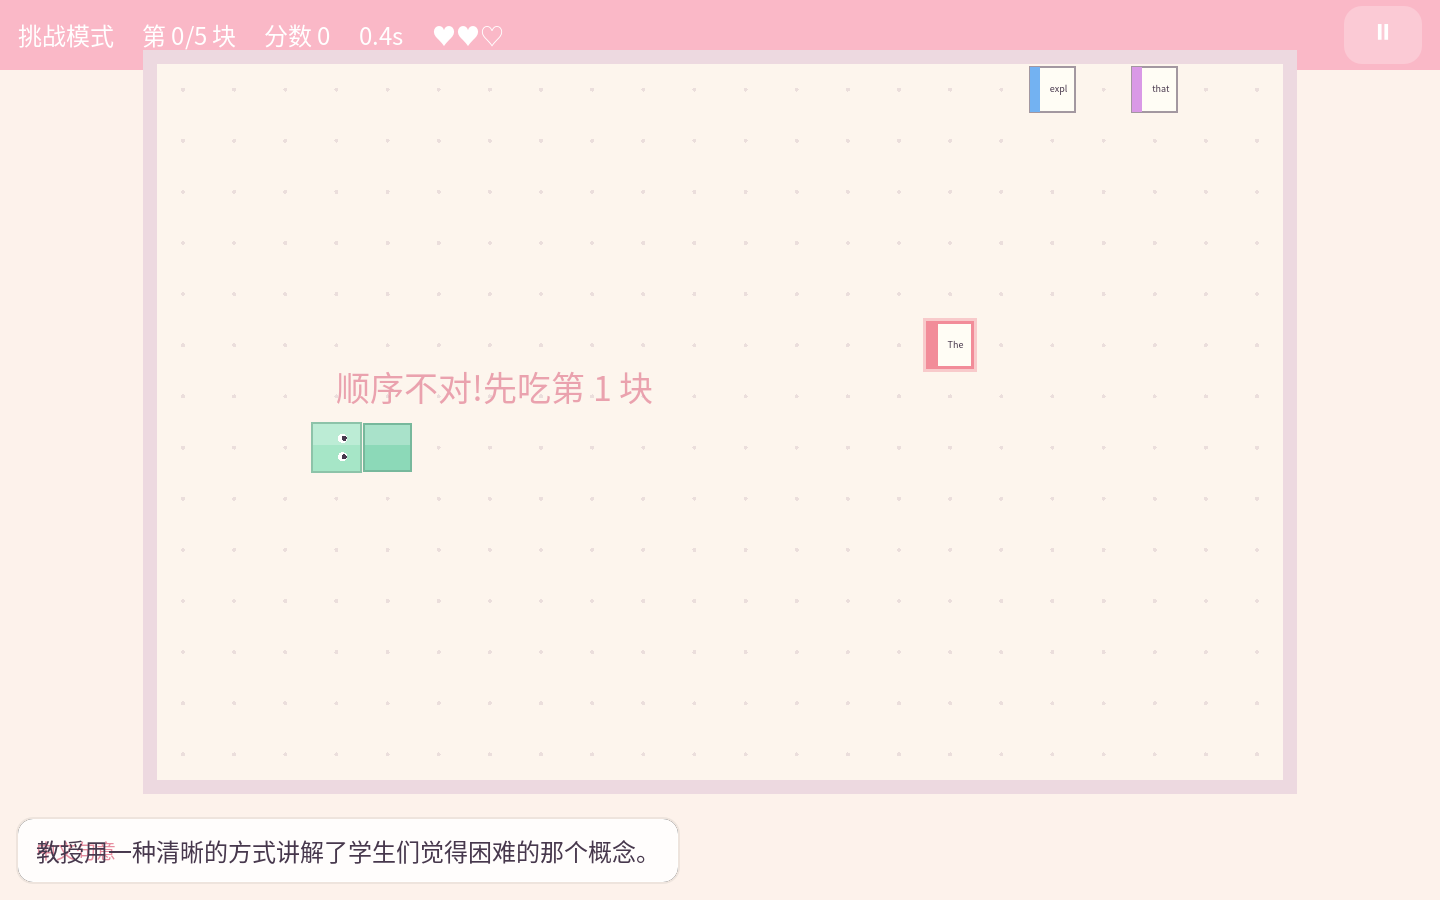 挑战模式 第 0/5 块 分数 0 0.4s
expl
that
The
顺序不对!先吃第 1 块
教授用一种清晰的方式讲解了学生们觉得困难的那个概念。